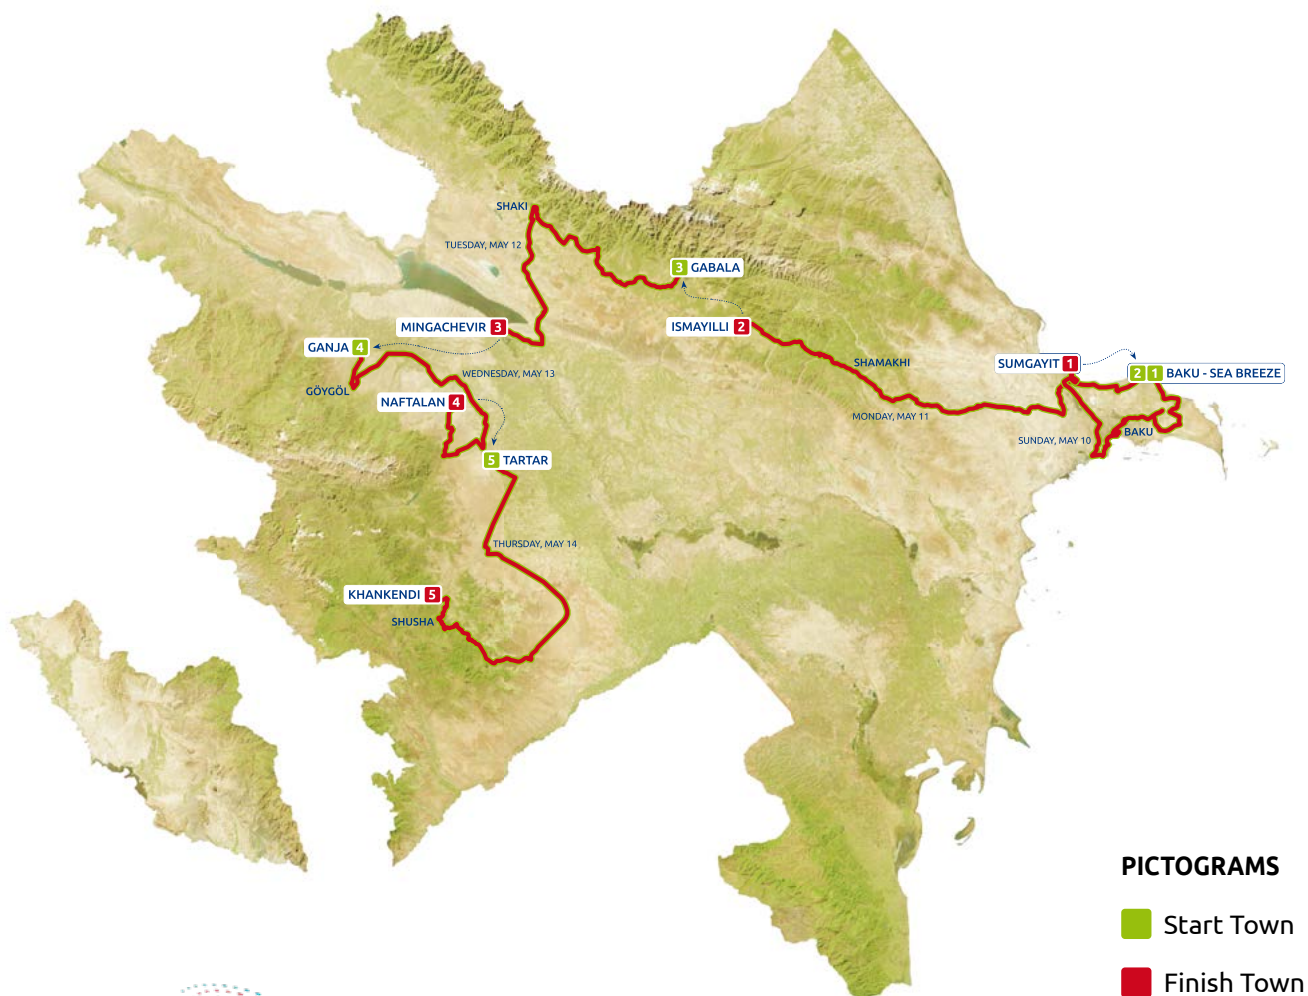 SHAKI
TUESDAY, MAY 12
3 GABALA
MINGACHEVIR 3
ISMAYILLI 2
GANJA 4
SHAMAKHI
SUMGAYIT 1
2 1 BAKU - SEA BREEZE
WEDNESDAY, MAY 13
GÖYGÖL
NAFTALAN 4
MONDAY, MAY 11
SUNDAY, MAY 10
BAKU
5 TARTAR
THURSDAY, MAY 14
KHANKENDI 5
SHUSHA
PICTOGRAMS
Start Town
Finish Town